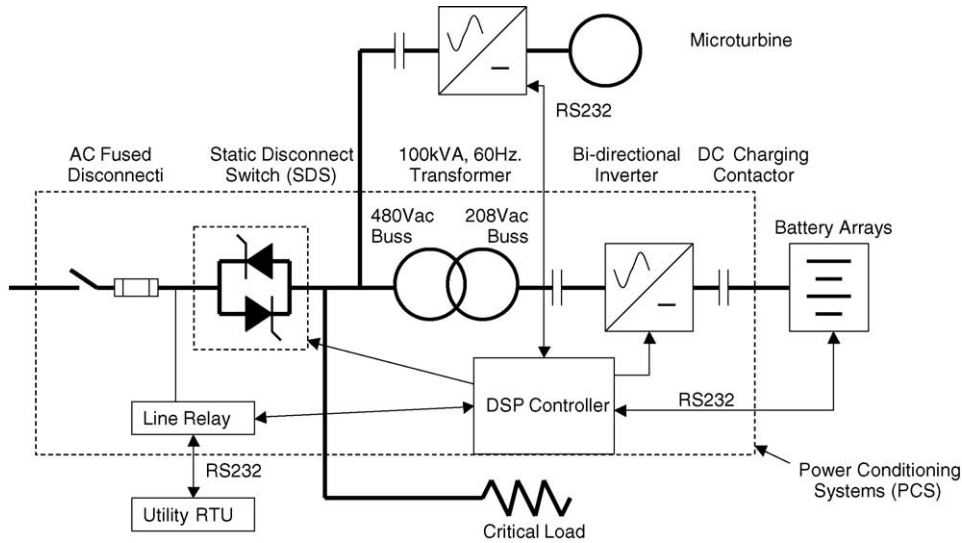 Microturbine
RS232
AC Fused
Disconnecti
Static Disconnect
Switch (SDS)
100kVA, 60Hz.
Transformer
Bi-directional
Inverter
DC Charging
Contactor
480Vac
Buss
208Vac
Buss
Battery Arrays
DSP Controller
RS232
Line Relay
RS232
Utility RTU
Power Conditioning
Systems (PCS)
Critical Load